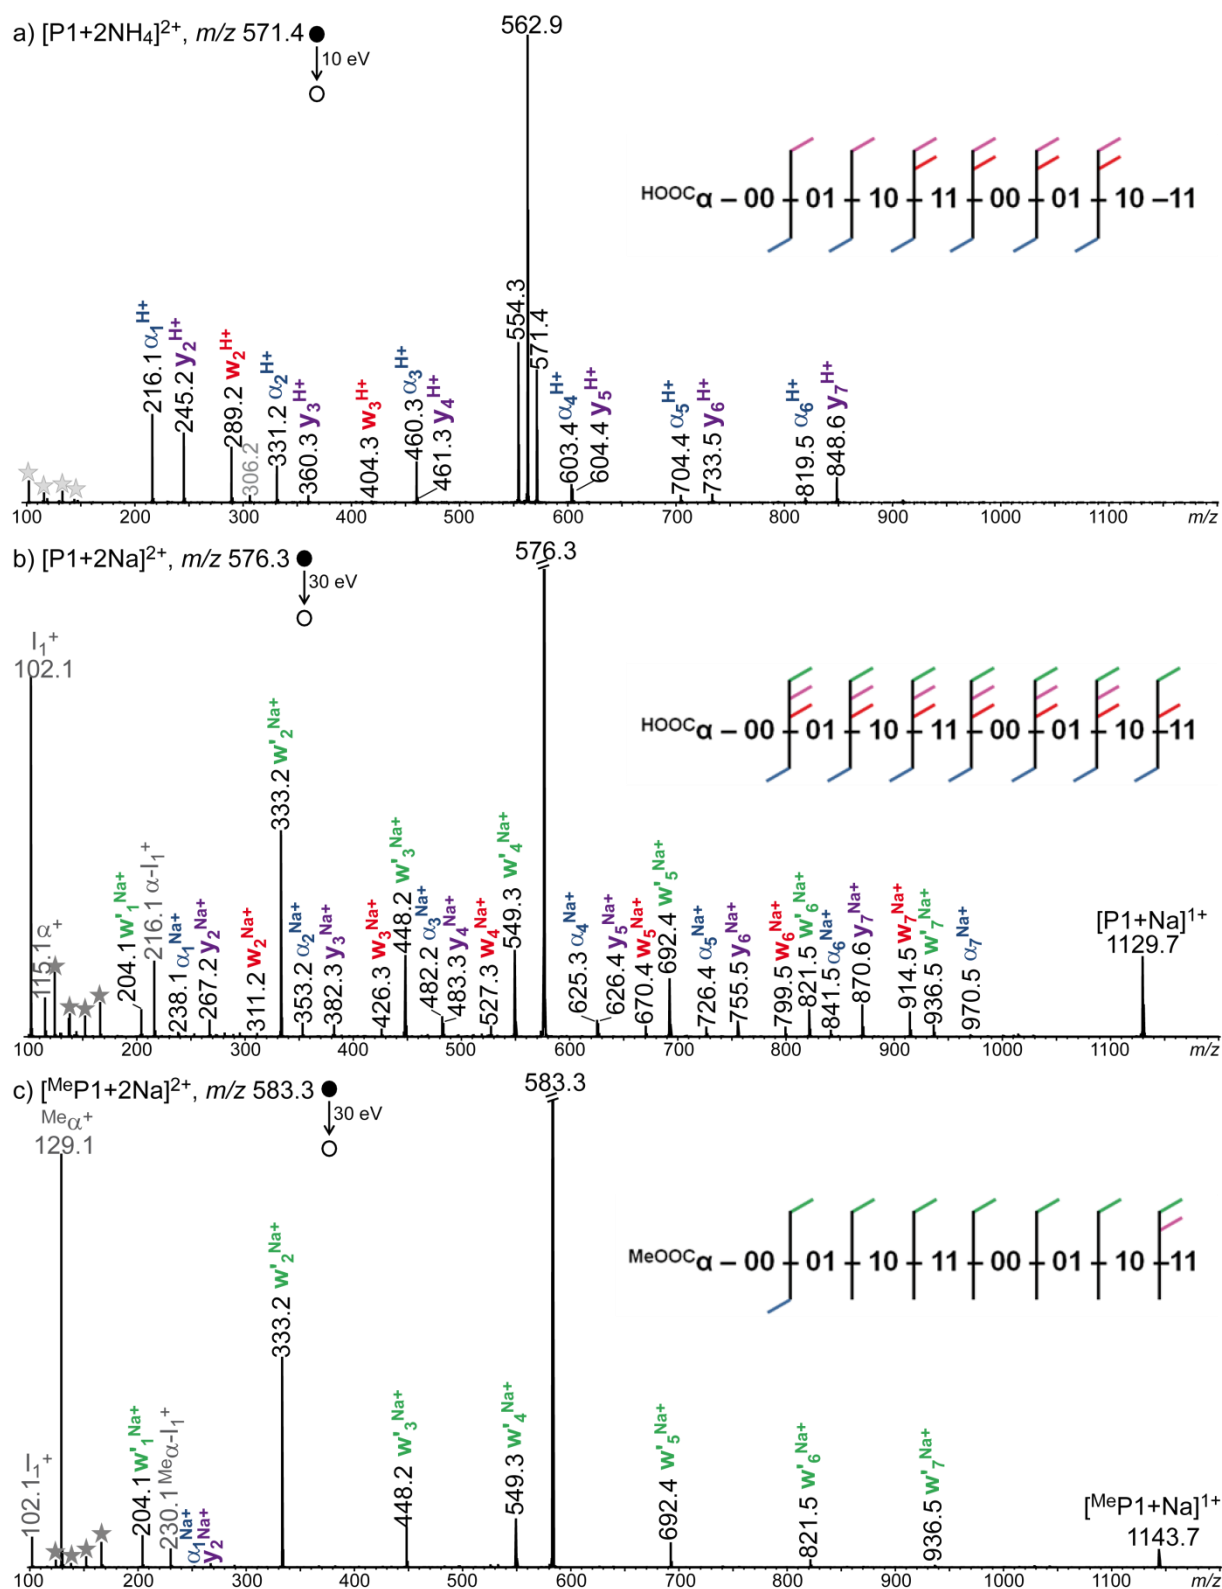 a) [P1+2NH₄]²⁺, m/z 571.4
10 eV
562.9
554.3
571.4
216.1 α₁ᴴ⁺
245.2 y₂ᴴ⁺
289.2 w₂ᴴ⁺
306.2
331.2 α₂ᴴ⁺
360.3 y₃ᴴ⁺
404.3 w₃ᴴ⁺
460.3 α₃ᴴ⁺
461.3 y₄ᴴ⁺
603.4 α₄ᴴ⁺
604.4 y₅ᴴ⁺
704.4 α₅ᴴ⁺
733.5 y₆ᴴ⁺
819.5 α₆ᴴ⁺
848.6 y₇ᴴ⁺
HOOCα – 00 – 01 – 10 – 11 – 00 – 01 – 10 –11
100 200 300 400 500 600 700 800 900 1000 1100 m/z
b) [P1+2Na]²⁺, m/z 576.3
30 eV
576.3
I₁⁺
102.1
115.1 α⁺
204.1 w'₁ᴺᵃ⁺
216.1 α-I₁⁺
238.1 α₁ᴺᵃ⁺
267.2 y₂ᴺᵃ⁺
311.2 w₂ᴺᵃ⁺
333.2 w'₂ᴺᵃ⁺
353.2 α₂ᴺᵃ⁺
382.3 y₃ᴺᵃ⁺
426.3 w₃ᴺᵃ⁺
448.2 w'₃ᴺᵃ⁺
482.2 α₃ᴺᵃ⁺
483.3 y₄ᴺᵃ⁺
527.3 w₄ᴺᵃ⁺
549.3 w'₄ᴺᵃ⁺
625.3 α₄ᴺᵃ⁺
626.4 y₅ᴺᵃ⁺
670.4 w₅ᴺᵃ⁺
692.4 w'₅ᴺᵃ⁺
726.4 α₅ᴺᵃ⁺
755.5 y₆ᴺᵃ⁺
799.5 w₆ᴺᵃ⁺
821.5 w'₆ᴺᵃ⁺
841.5 α₆ᴺᵃ⁺
870.6 y₇ᴺᵃ⁺
914.5 w₇ᴺᵃ⁺
936.5 w'₇ᴺᵃ⁺
970.5 α₇ᴺᵃ⁺
[P1+Na]¹⁺
1129.7
HOOCα – 00 – 01 – 10 – 11 – 00 – 01 – 10 –11
100 200 300 400 500 600 700 800 900 1000 1100 m/z
c) [ᴹᵉP1+2Na]²⁺, m/z 583.3
30 eV
583.3
ᴹᵉα⁺
129.1
102.1 I₁⁺
204.1 w'₁ᴺᵃ⁺
230.1 ᴹᵉα-I₁⁺
α₁ᴺᵃ⁺
y₂ᴺᵃ⁺
333.2 w'₂ᴺᵃ⁺
448.2 w'₃ᴺᵃ⁺
549.3 w'₄ᴺᵃ⁺
692.4 w'₅ᴺᵃ⁺
821.5 w'₆ᴺᵃ⁺
936.5 w'₇ᴺᵃ⁺
[ᴹᵉP1+Na]¹⁺
1143.7
MeOOCα – 00 – 01 – 10 – 11 – 00 – 01 – 10 –11
100 200 300 400 500 600 700 800 900 1000 1100 m/z